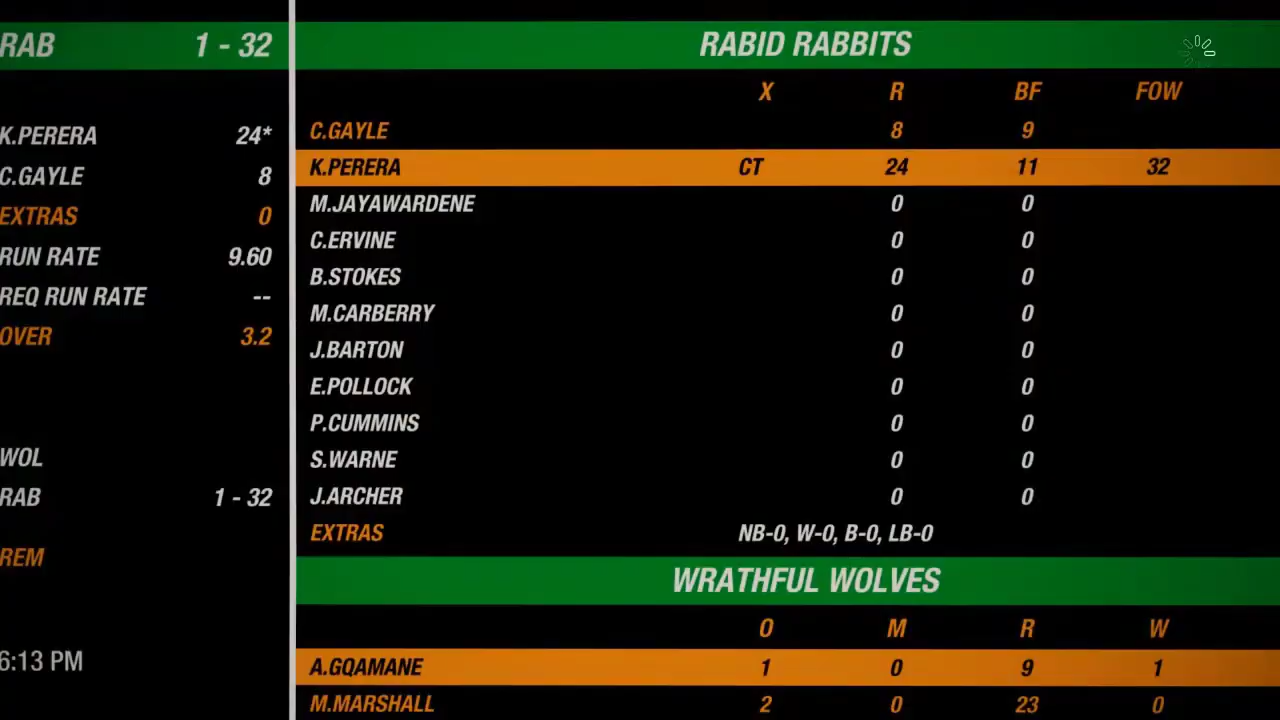 RAB 1 - 32
K.PERERA 24*
C.GAYLE 8
EXTRAS 0
RUN RATE 9.60
REQ RUN RATE --
OVER 3.2
WOL
RAB 1 - 32
REM
6:13 PM
RABID RABBITS
X R BF FOW
C.GAYLE 8 9
K.PERERA CT 24 11 32
M.JAYAWARDENE 0 0
C.ERVINE 0 0
B.STOKES 0 0
M.CARBERRY 0 0
J.BARTON 0 0
E.POLLOCK 0 0
P.CUMMINS 0 0
S.WARNE 0 0
J.ARCHER 0 0
EXTRAS NB-0, W-0, B-0, LB-0
WRATHFUL WOLVES
O M R W
A.GQAMANE 1 0 9 1
M.MARSHALL 2 0 23 0